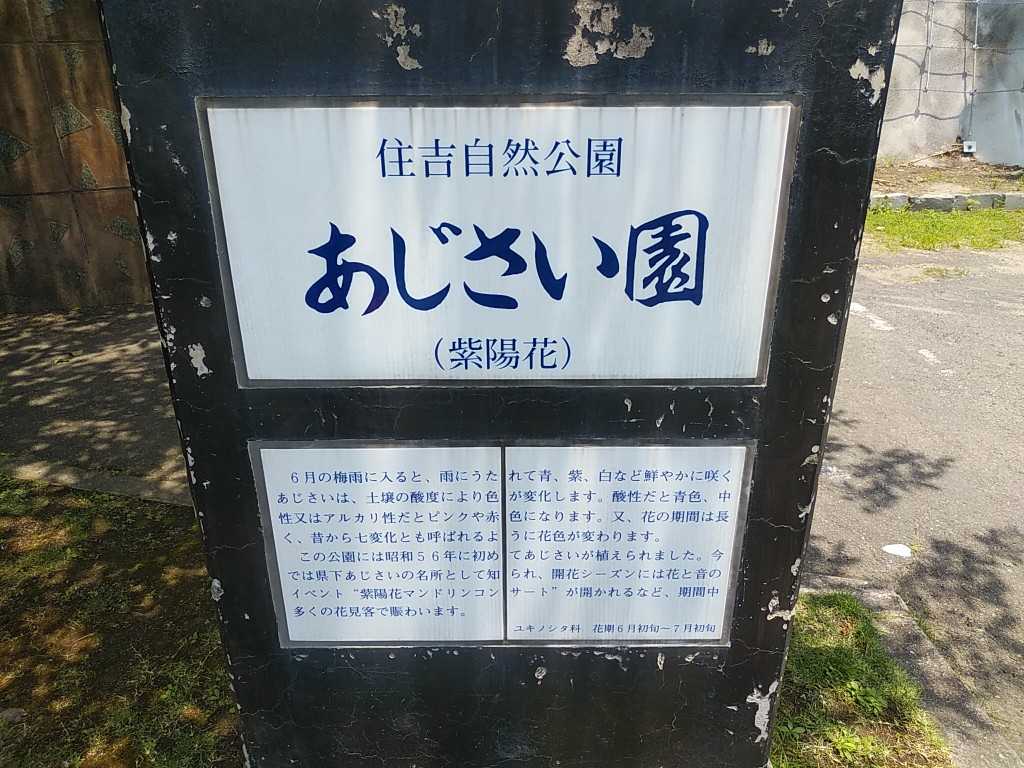 住吉自然公園
あじさい園
（紫陽花）
6月の梅雨に入ると、雨にうたれて青、紫、白など鮮やかに咲く
あじさいは、土壌の酸度により色が変化します。酸性だと青色、中
性又はアルカリ性だとピンクや赤色になります。又、花の期間は長
く、昔から七変化とも呼ばれるように花色が変わります。
この公園には昭和56年に初めてあじさいが植えられました。今
では県下あじさいの名所として知られ、開花シーズンには花と音の
イベント“紫陽花マンドリンコンサート”が開かれるなど、期間中
多くの花見客で賑わいます。
ユキノシタ科　花期6月初旬〜7月初旬